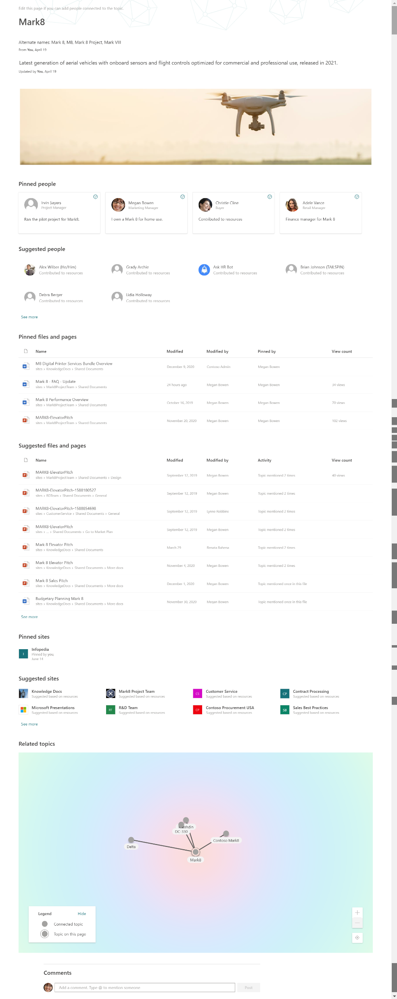 Edit this page if you can add people connected to the topic.
Mark8
Alternate names: Mark 8, M8, Mark 8 Project, Mark VIII
From You, April 19
Latest generation of aerial vehicles with onboard sensors and flight controls optimized for commercial and professional use, released in 2021.
Updated by You, April 19
Pinned people
Irvin Sayers
Project Manager
Ran the pilot project for Mark8.
Megan Bowen
Marketing Manager
I own a Mark 8 for home use.
Christie Cline
Buyer
Contributed to resources
Adele Vance
Retail Manager
Finance manager for Mark 8
Suggested people
Alex Wilber (He/Him)
Contributed to resources
Grady Archie
Contributed to resources
Ask HR Bot
Contributed to resources
Brian Johnson (TAILSPIN)
Contributed to resources
Debra Berger
Contributed to resources
Lidia Holloway
Contributed to resources
See more
Pinned files and pages
Name Modified Modified by Pinned by View count
M8 Digital Printer Services Bundle Overview
sites › KnowledgeDocs › Shared Documents
December 9, 2020 Contoso Admin Megan Bowen
Mark 8 - FAQ - Update
sites › Mark8ProjectTeam › Shared Documents
24 hours ago Megan Bowen Megan Bowen 34 views
Mark 8 Performance Overview
sites › Mark8ProjectTeam › Shared Documents
October 16, 2019 Megan Bowen Megan Bowen 70 views
MARK8-ElevatorPitch
sites › Mark8ProjectTeam › Shared Documents
November 20, 2020 Megan Bowen Megan Bowen 102 views
Suggested files and pages
Name Modified Modified by Activity View count
MARK8-ElevatorPitch
sites › Mark8ProjectTeam › Shared Documents › Design
September 12, 2019 Megan Bowen Topic mentioned 2 times 40 views
MARK8-ElevatorPitch-1588180527
sites › RDTeam › Shared Documents › General
September 12, 2019 Megan Bowen Topic mentioned 2 times
MARK8-ElevatorPitch-1588854698
sites › CustomerService › Shared Documents › General
September 12, 2019 Lynne Robbins Topic mentioned 2 times
MARK8-ElevatorPitch
sites › ... › Shared Documents › Go to Market Plan
September 12, 2019 Megan Bowen Topic mentioned 2 times
Mark 8 Elevator Pitch
sites › KnowledgeDocs › Shared Documents
March 29 Renata Bahena Topic mentioned 2 times
Mark 8 Elevator Pitch
sites › KnowledgeDocs › Shared Documents › More docs
November 4, 2020 Megan Bowen Topic mentioned 2 times
Mark 8 Sales Pitch
sites › KnowledgeDocs › Shared Documents › More docs
December 1, 2020 Megan Bowen Topic mentioned once in this file
Budgetary Planning Mark 8
sites › KnowledgeDocs › Shared Documents › More docs
November 30, 2020 Megan Bowen Topic mentioned once in this file
See more
Pinned sites
I
Infopedia
Pinned by you,
June 14
Suggested sites
Knowledge Docs
Suggested based on resources
Mark8 Project Team
Suggested based on resources
CS
Customer Service
Suggested based on resources
CP
Contract Processing
Suggested based on resources
Microsoft Presentations
Suggested based on resources
RT
R&D Team
Suggested based on resources
CP
Contoso Procurement USA
Suggested based on resources
SB
Sales Best Practices
Suggested based on resources
See more
Related topics
DC-330
Contoso Mark8
Delta
Mark8
Legend Hide
Connected topic
Topic on this page
Comments
Add a comment. Type @ to mention someone
Post